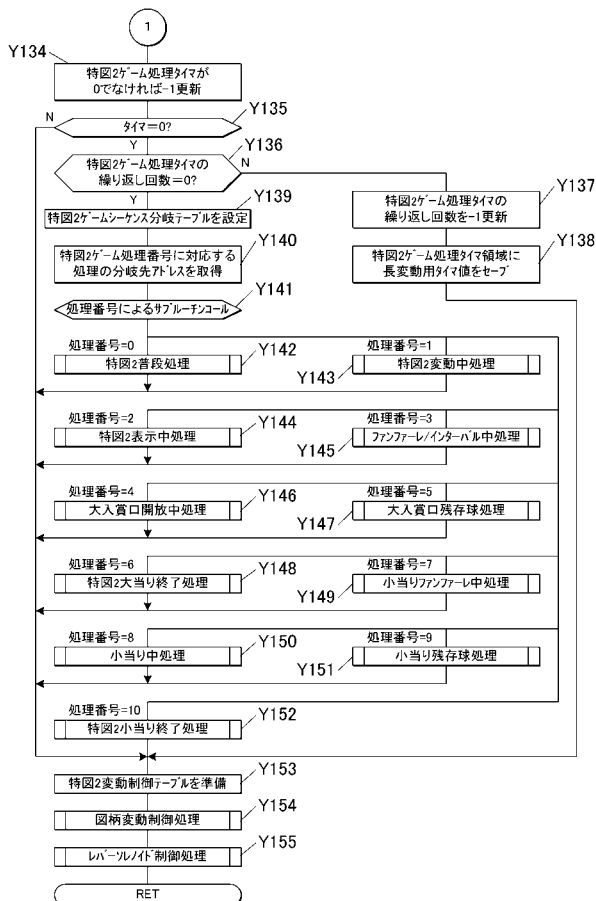 1
Y134
特図2ｹﾞｰﾑ処理ﾀｲﾏが
0でなければ-1更新
Y135
N
ﾀｲﾏ=0?
Y
Y136
特図2ｹﾞｰﾑ処理ﾀｲﾏの
繰り返し回数=0?
N
Y
Y137
特図2ｹﾞｰﾑ処理ﾀｲﾏの
繰り返し回数を-1更新
Y139
特図2ｹﾞｰﾑｼｰｹﾝｽ分岐ﾃｰﾌﾞﾙを設定
Y138
特図2ｹﾞｰﾑ処理ﾀｲﾏ領域に
長変動用ﾀｲﾏ値をｾｰﾌﾞ
Y140
特図2ｹﾞｰﾑ処理番号に対応する
処理の分岐先ｱﾄﾞﾚｽを取得
Y141
処理番号によるｻﾌﾞﾙｰﾁﾝｺｰﾙ
処理番号=0
特図2普段処理
Y142
処理番号=1
特図2変動中処理
Y143
処理番号=2
特図2表示中処理
Y144
処理番号=3
ﾌｧﾝﾌｧｰﾚ/ｲﾝﾀｰﾊﾞﾙ中処理
Y145
処理番号=4
大入賞口開放中処理
Y146
処理番号=5
大入賞口残存球処理
Y147
処理番号=6
特図2大当り終了処理
Y148
処理番号=7
小当りﾌｧﾝﾌｧｰﾚ中処理
Y149
処理番号=8
小当り中処理
Y150
処理番号=9
小当り残存球処理
Y151
処理番号=10
特図2小当り終了処理
Y152
Y153
特図2変動制御ﾃｰﾌﾞﾙを準備
Y154
図柄変動制御処理
Y155
ﾚﾊﾞｰｿﾚﾉｲﾄﾞ制御処理
RET